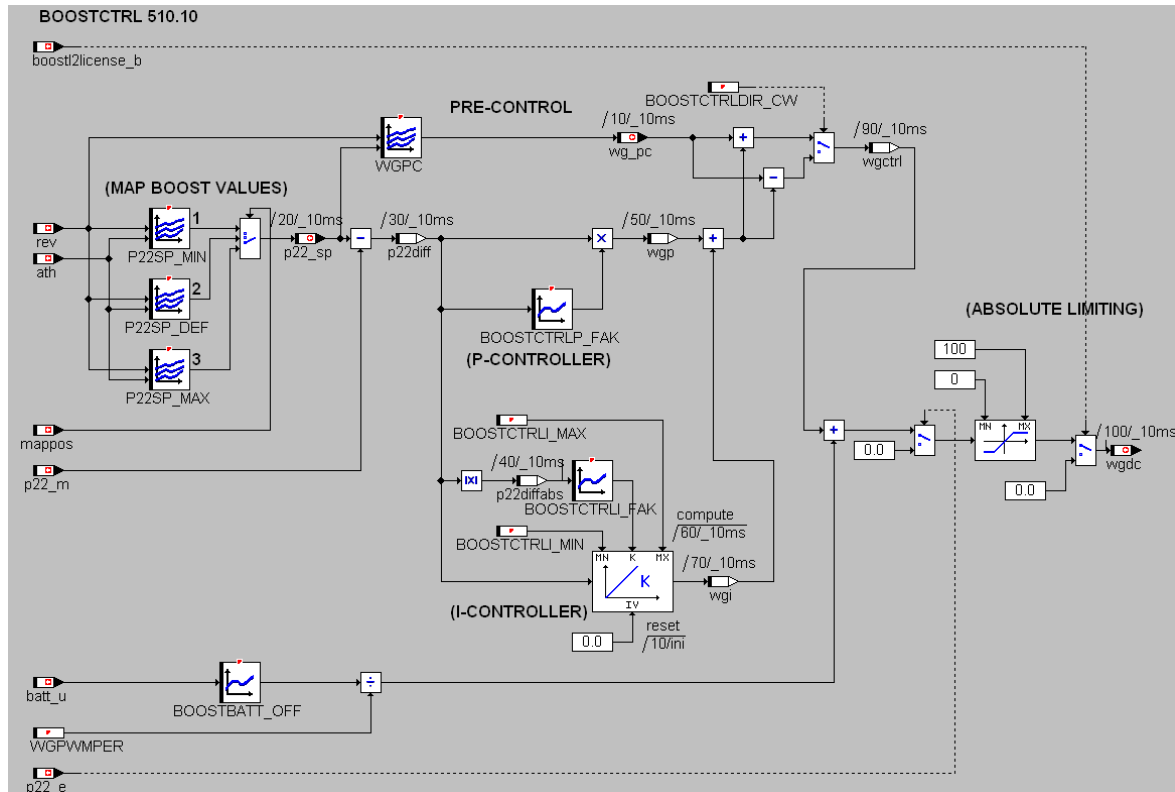 BOOSTCTRL 510.10
boostl2license_b
BOOSTCTRLDIR_CW
PRE-CONTROL
/10/_10ms
wg_pc
/90/_10ms
wgctrl
WGPC
(MAP BOOST VALUES)
rev
ath
1
P22SP_MIN
2
P22SP_DEF
3
P22SP_MAX
/20/_10ms
p22_sp
/30/_10ms
p22diff
/50/_10ms
wgp
BOOSTCTRLP_FAK
(P-CONTROLLER)
(ABSOLUTE LIMITING)
100
0
MN MX
0.0
/100/_10ms
wgdc
0.0
mappos
p22_m
BOOSTCTRLI_MAX
/40/_10ms
p22diffabs
|X|
BOOSTCTRLI_FAK
BOOSTCTRLI_MIN
compute
/60/_10ms
MN K MX
K
IV
/70/_10ms
wgi
(I-CONTROLLER)
0.0
reset
/10/ini
batt_u
BOOSTBATT_OFF
WGPWMPER
p22_e